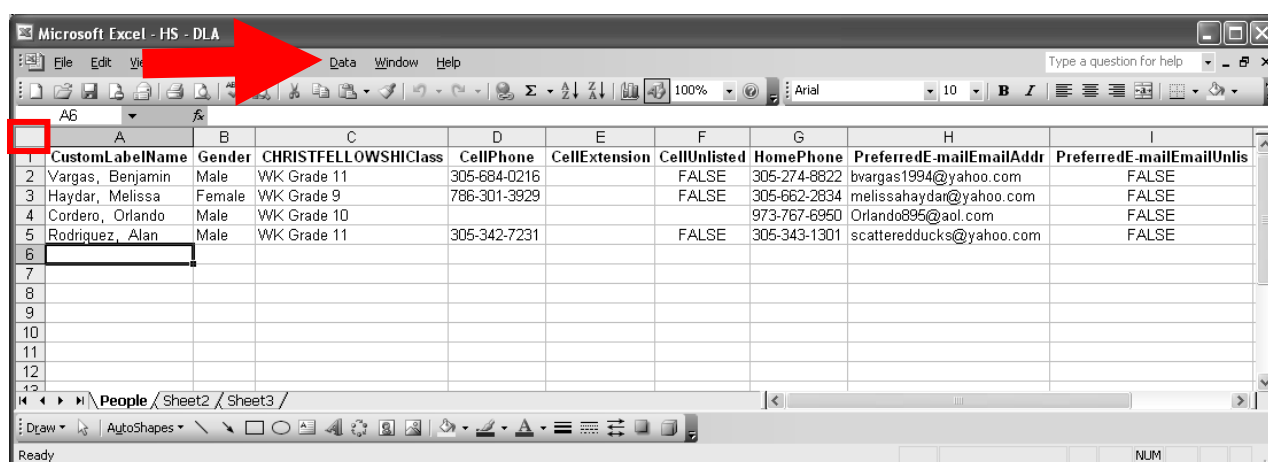 Microsoft Excel - HS - DLA
File Edit Data Window Help Type a question for help
100% Arial 10 B I
A6 fx
A B C D E F G H I
1 CustomLabelName Gender CHRISTFELLOWSHIClass CellPhone CellExtension CellUnlisted HomePhone PreferredE-mailEmailAddr PreferredE-mailEmailUnlis
2 Vargas, Benjamin Male WK Grade 11 305-684-0216 FALSE 305-274-8822 bvargas1994@yahoo.com FALSE
3 Haydar, Melissa Female WK Grade 9 786-301-3929 FALSE 305-662-2834 melissahaydar@yahoo.com FALSE
4 Cordero, Orlando Male WK Grade 10 973-767-6950 Orlando895@aol.com FALSE
5 Rodriguez, Alan Male WK Grade 11 305-342-7231 FALSE 305-343-1301 scatteredducks@yahoo.com FALSE
6
7
8
9
10
11
12
13
People Sheet2 Sheet3
Draw AutoShapes A
Ready NUM